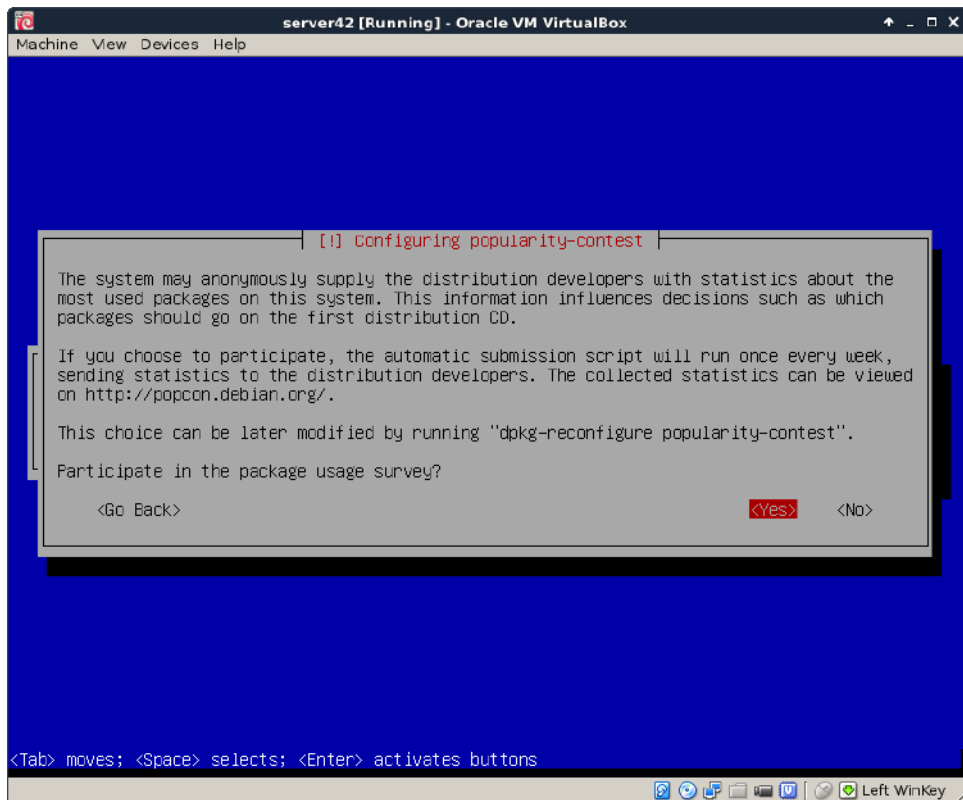 server42 [Running] - Oracle VM VirtualBox
Machine View Devices Help
[!] Configuring popularity-contest
The system may anonymously supply the distribution developers with statistics about the
most used packages on this system. This information influences decisions such as which
packages should go on the first distribution CD.
If you choose to participate, the automatic submission script will run once every week,
sending statistics to the distribution developers. The collected statistics can be viewed
on http://popcon.debian.org/.
This choice can be later modified by running "dpkg-reconfigure popularity-contest".
Participate in the package usage survey?
<Go Back> <Yes> <No>
<Tab> moves; <Space> selects; <Enter> activates buttons
Left WinKey